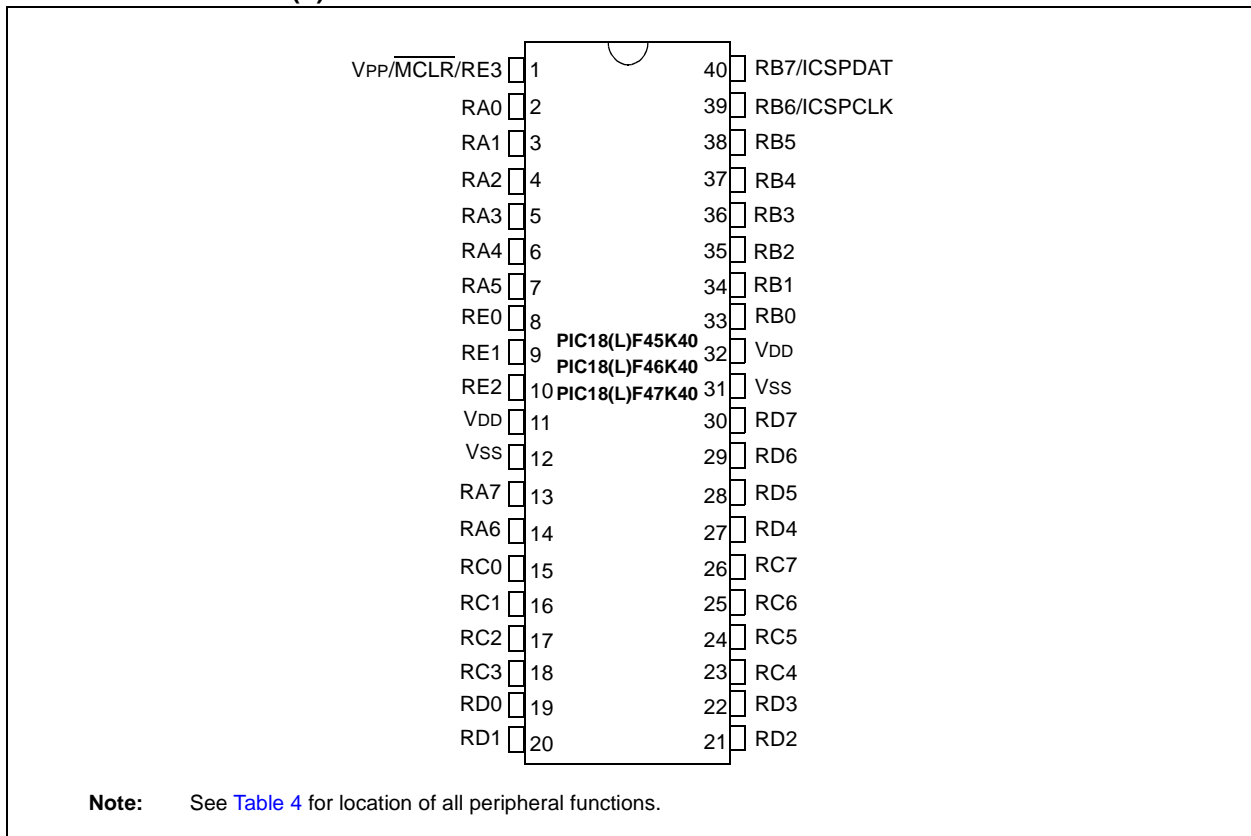 VPP/MCLR/RE3 1 40 RB7/ICSPDAT
RA0 2 39 RB6/ICSPCLK
RA1 3 38 RB5
RA2 4 37 RB4
RA3 5 36 RB3
RA4 6 35 RB2
RA5 7 34 RB1
RE0 8 33 RB0
PIC18(L)F45K40
RE1 9 32 VDD
PIC18(L)F46K40
RE2 10 PIC18(L)F47K40 31 VSS
VDD 11 30 RD7
VSS 12 29 RD6
RA7 13 28 RD5
RA6 14 27 RD4
RC0 15 26 RC7
RC1 16 25 RC6
RC2 17 24 RC5
RC3 18 23 RC4
RD0 19 22 RD3
RD1 20 21 RD2
Note: See Table 4 for location of all peripheral functions.